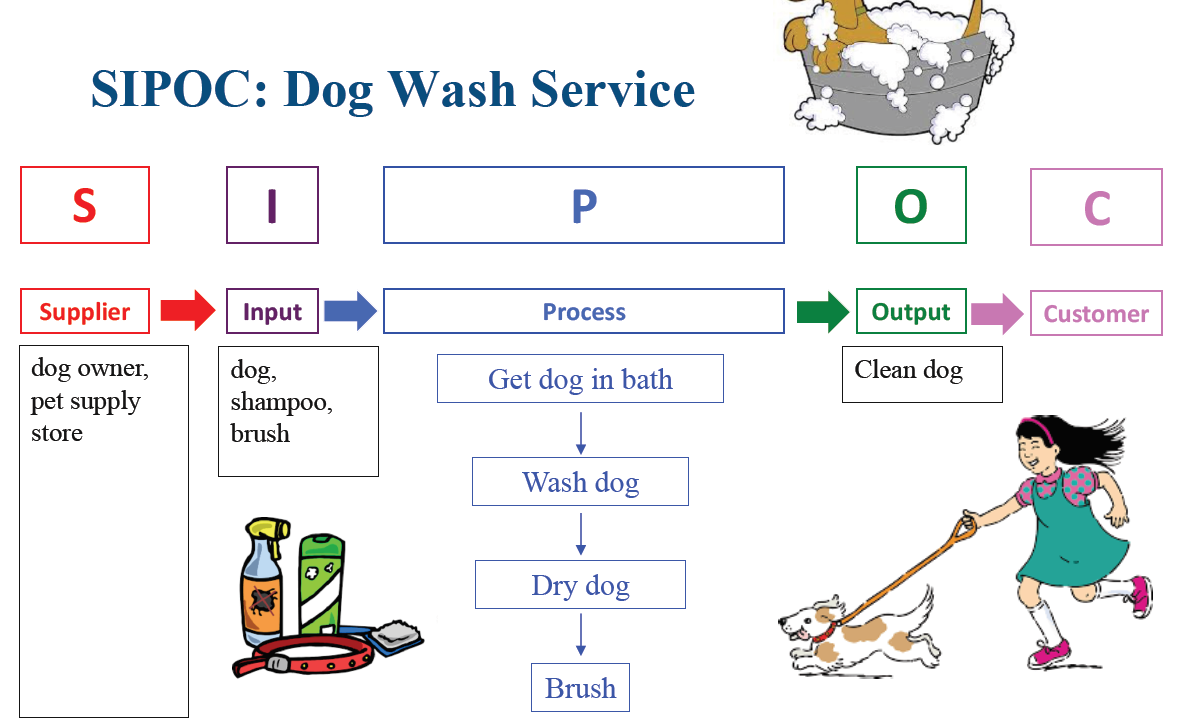 SIPOC: Dog Wash Service
S
I
P
O
C
Supplier
Input
Process
Output
Customer
dog owner,
pet supply
store
dog,
shampoo,
brush
Get dog in bath
Wash dog
Dry dog
Brush
Clean dog